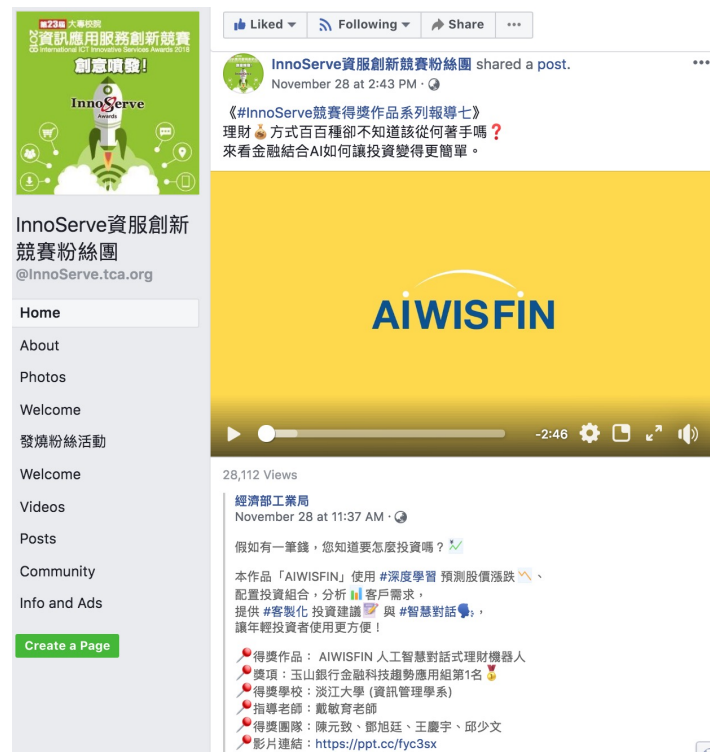 第23屆 大專校院
2018 資訊應用服務創新競賽
International ICT Innovative Services Awards 2018
創意噴發!
InnoServe
Awards
InnoServe資服創新
競賽粉絲團
@InnoServe.tca.org
Home
About
Photos
Welcome
發燒粉絲活動
Welcome
Videos
Posts
Community
Info and Ads
Create a Page
Liked
Following
Share
InnoServe資服創新競賽粉絲團 shared a post.
November 28 at 2:43 PM ·
《#InnoServe競賽得獎作品系列報導七》
理財💰方式百百種卻不知道該從何著手嗎❓
來看金融結合AI如何讓投資變得更簡單。
AIWISFIN
-2:46
28,112 Views
經濟部工業局
November 28 at 11:37 AM ·
假如有一筆錢,您知道要怎麼投資嗎?💹
本作品「AIWISFIN」使用 #深度學習 預測股價漲跌📉、
配置投資組合,分析📊客戶需求,
提供 #客製化 投資建議📝 與 #智慧對話🗣,
讓年輕投資者使用更方便!
📍得獎作品: AIWISFIN 人工智慧對話式理財機器人
📍獎項:玉山銀行金融科技趨勢應用組第1名🏅
📍得獎學校:淡江大學 (資訊管理學系)
📍指導老師:戴敏育老師
📍得獎團隊:陳元致、鄧旭廷、王慶宇、邱少文
📍影片連結:https://ppt.cc/fyc3sx